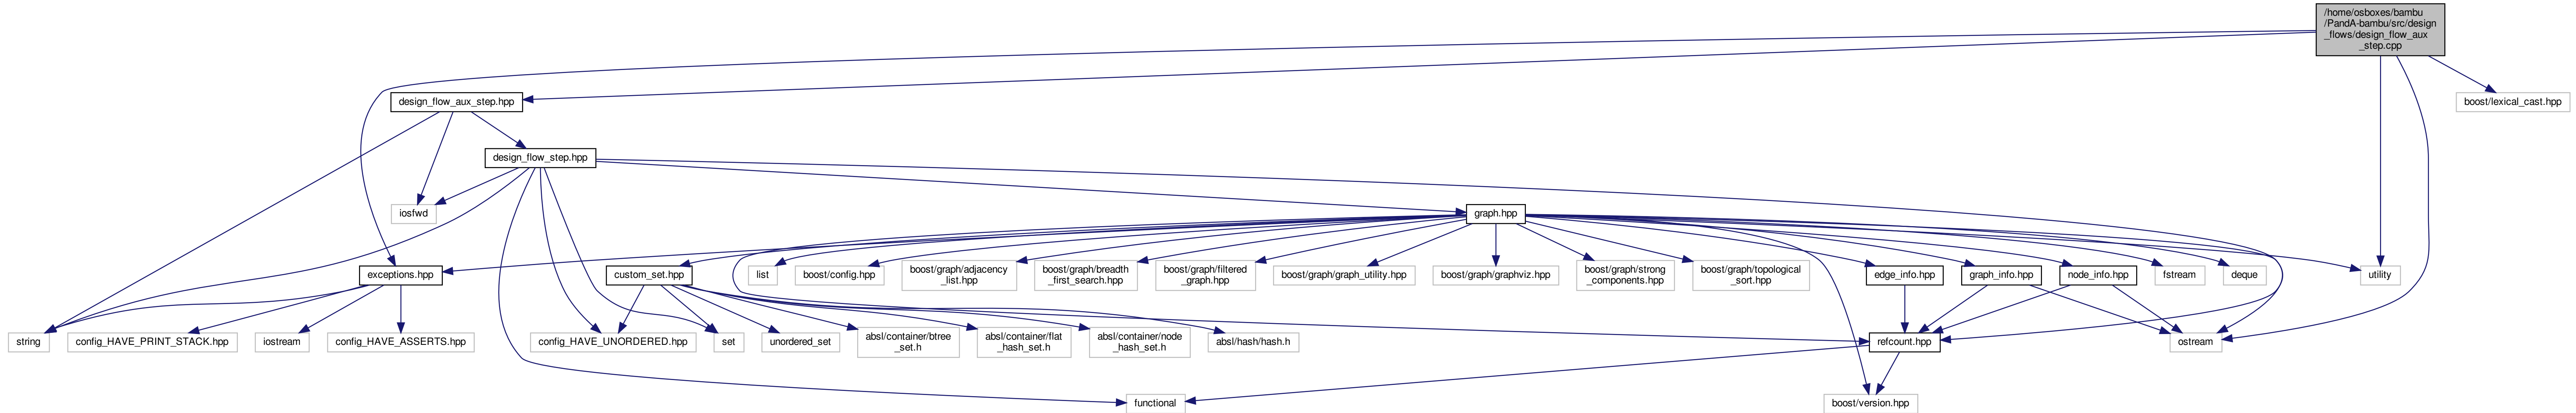 /home/osboxes/bambu
/PandA-bambu/src/design
_flows/design_flow_aux
_step.cpp
design_flow_aux_step.hpp
boost/lexical_cast.hpp
design_flow_step.hpp
iosfwd
graph.hpp
exceptions.hpp
custom_set.hpp
list
boost/config.hpp
boost/graph/adjacency
_list.hpp
boost/graph/breadth
_first_search.hpp
boost/graph/filtered
_graph.hpp
boost/graph/graph_utility.hpp
boost/graph/graphviz.hpp
boost/graph/strong
_components.hpp
boost/graph/topological
_sort.hpp
edge_info.hpp
graph_info.hpp
node_info.hpp
fstream
deque
utility
string
config_HAVE_PRINT_STACK.hpp
iostream
config_HAVE_ASSERTS.hpp
config_HAVE_UNORDERED.hpp
set
unordered_set
absl/container/btree
_set.h
absl/container/flat
_hash_set.h
absl/container/node
_hash_set.h
absl/hash/hash.h
refcount.hpp
ostream
functional
boost/version.hpp